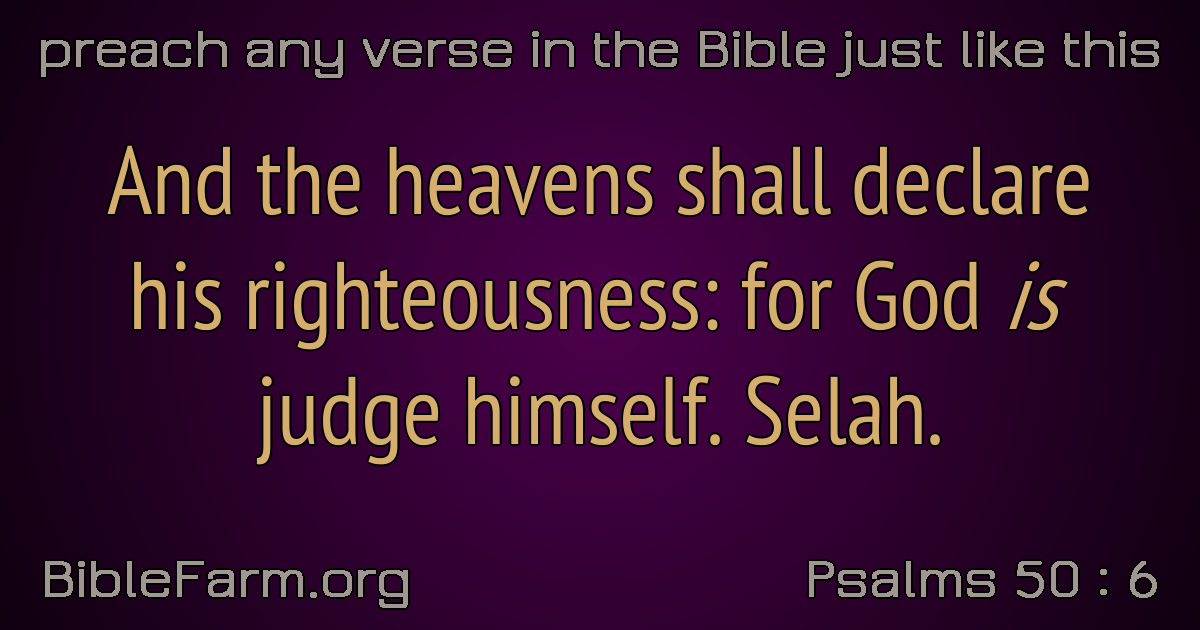 preach any verse in the Bible just like this
And the heavens shall declare
his righteousness: for God is
judge himself. Selah.
BibleFarm.org
Psalms 50 : 6